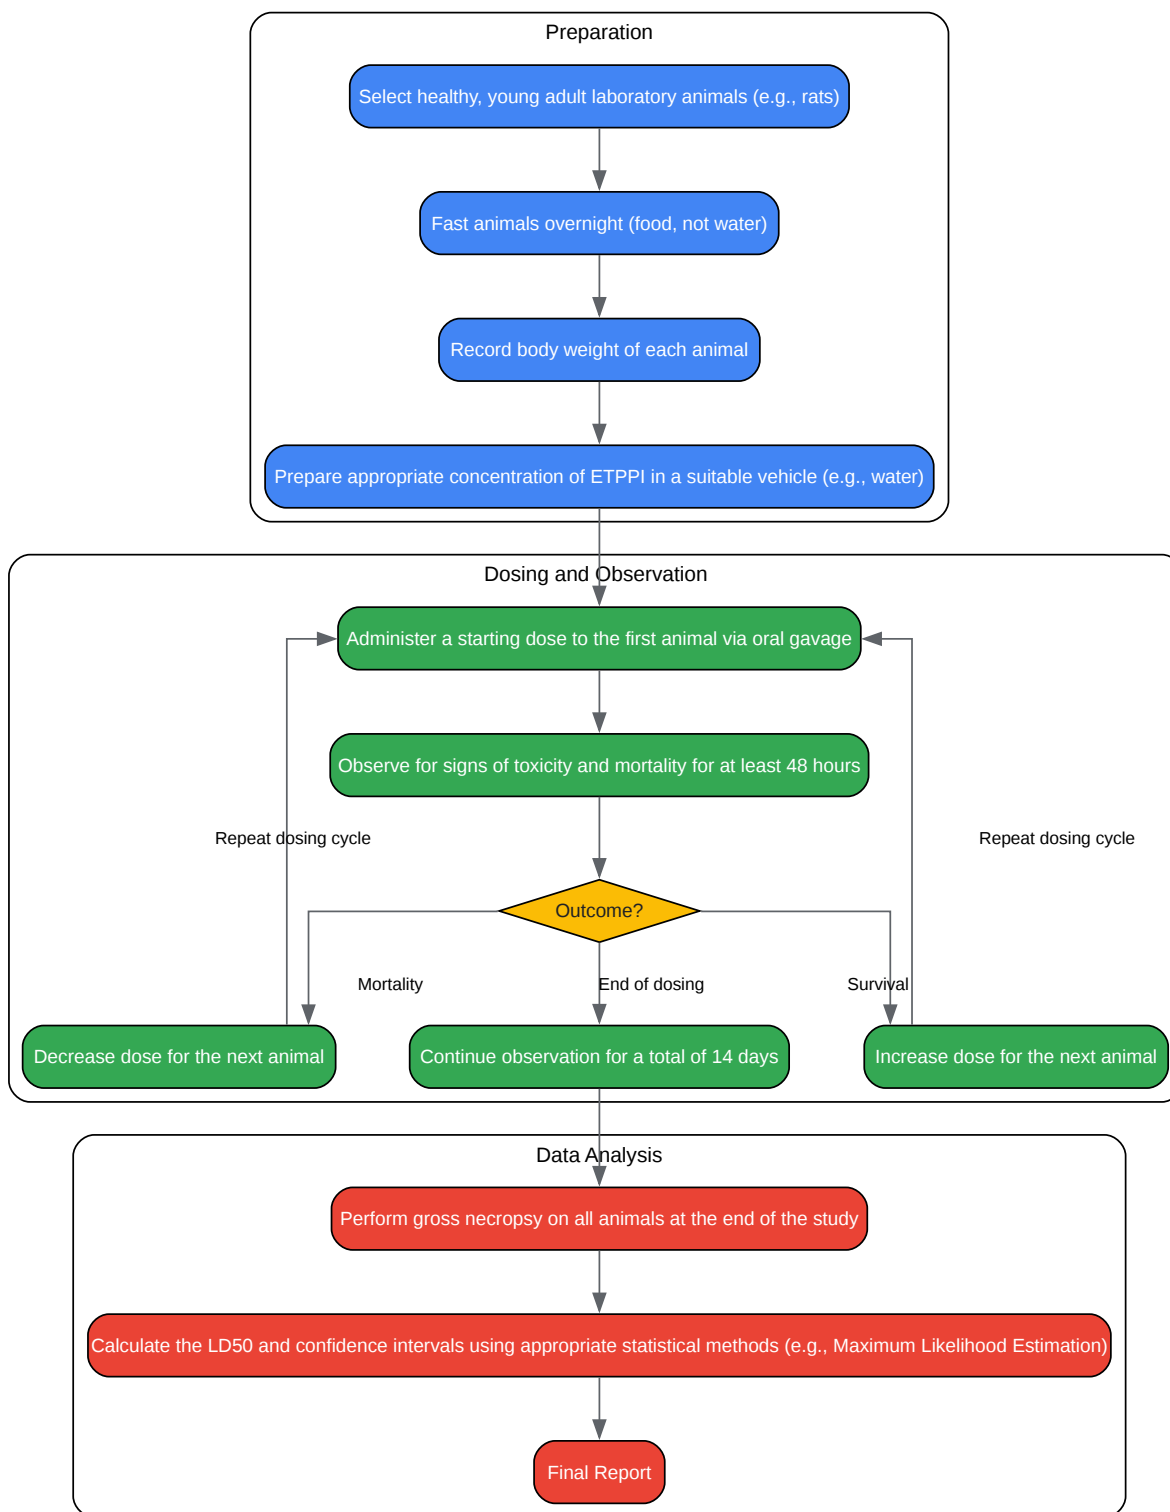 Preparation
Select healthy, young adult laboratory animals (e.g., rats)
Fast animals overnight (food, not water)
Record body weight of each animal
Prepare appropriate concentration of ETPPI in a suitable vehicle (e.g., water)
Dosing and Observation
Administer a starting dose to the first animal via oral gavage
Observe for signs of toxicity and mortality for at least 48 hours
Repeat dosing cycle
Repeat dosing cycle
Outcome?
Mortality
End of dosing
Survival
Decrease dose for the next animal
Continue observation for a total of 14 days
Increase dose for the next animal
Data Analysis
Perform gross necropsy on all animals at the end of the study
Calculate the LD50 and confidence intervals using appropriate statistical methods (e.g., Maximum Likelihood Estimation)
Final Report